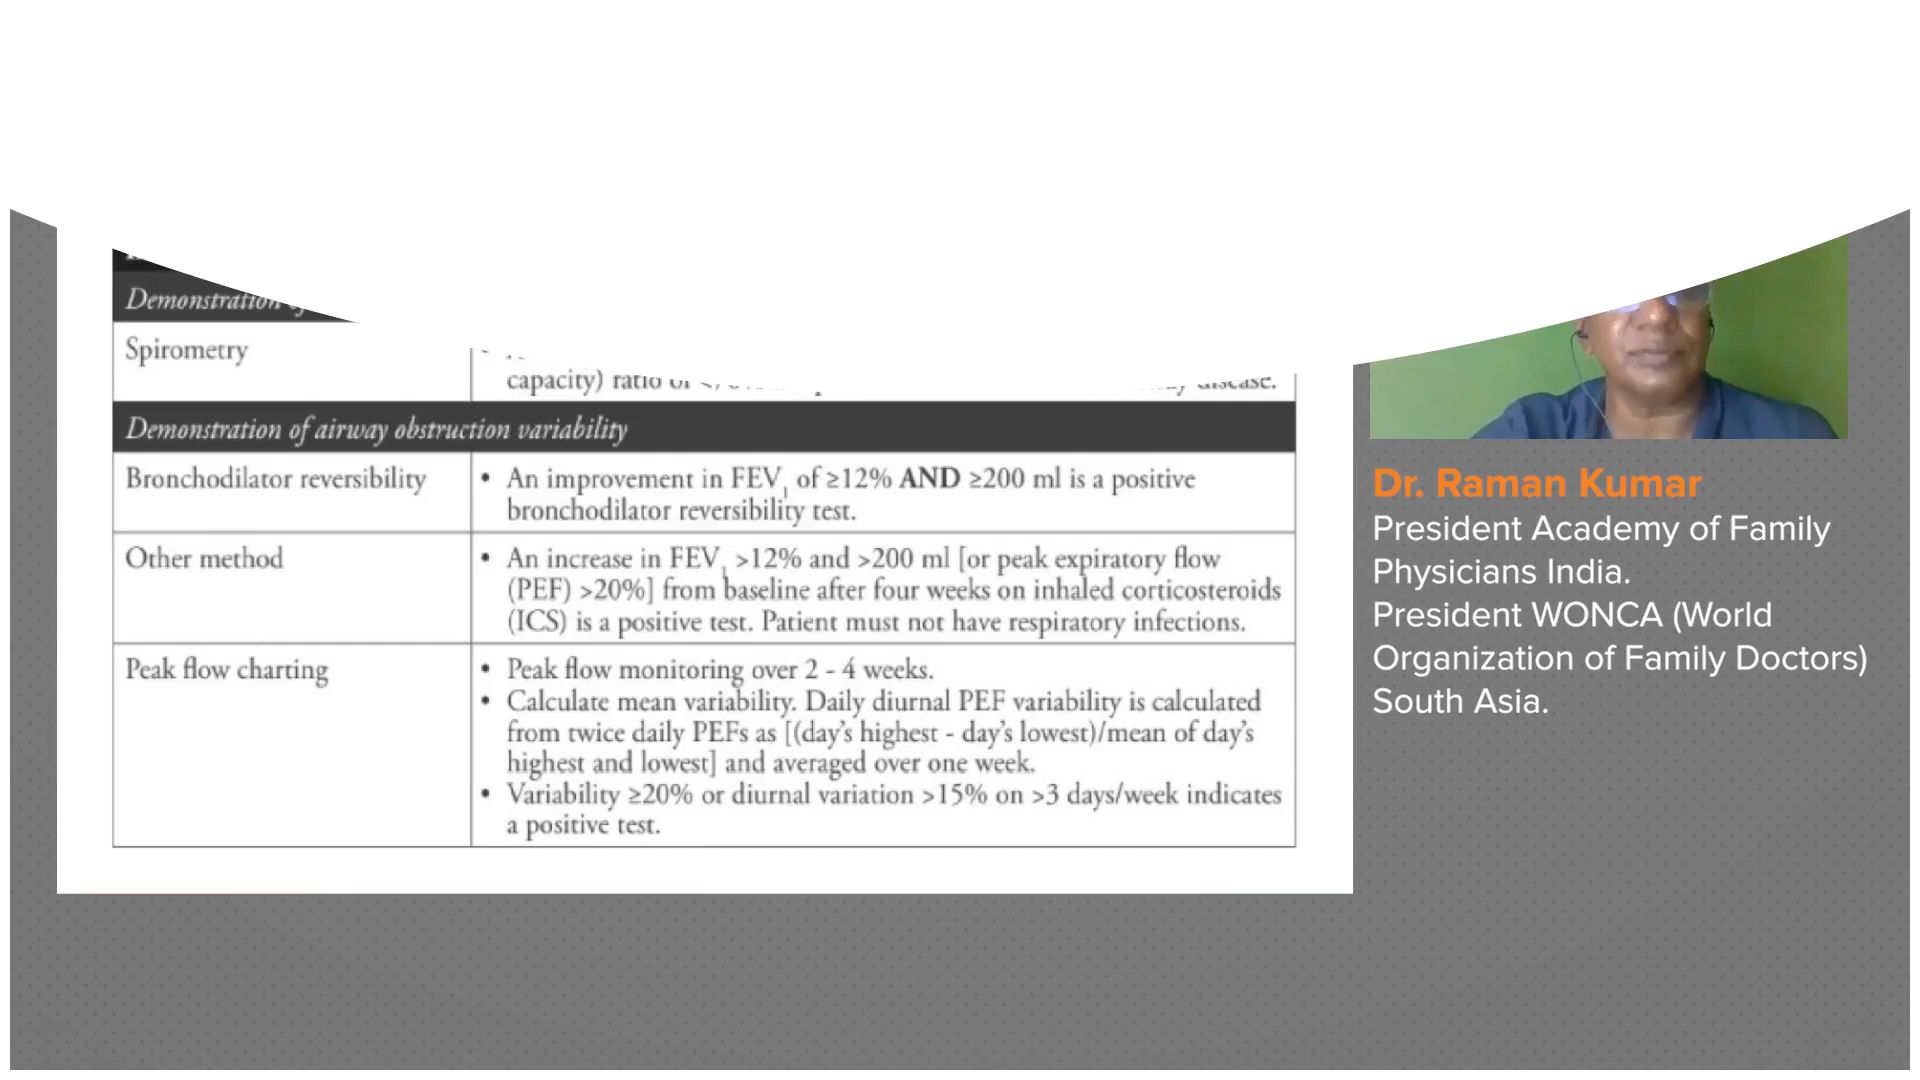 Demonstration
Spirometry
capacity) ratio
disease.
Demonstration of airway obstruction variability
Bronchodilator reversibility
• An improvement in FEV1 of ≥12% AND ≥200 ml is a positive
bronchodilator reversibility test.
Other method
• An increase in FEV1 >12% and >200 ml [or peak expiratory flow
(PEF) >20%] from baseline after four weeks on inhaled corticosteroids
(ICS) is a positive test. Patient must not have respiratory infections.
Peak flow charting
• Peak flow monitoring over 2 - 4 weeks.
• Calculate mean variability. Daily diurnal PEF variability is calculated
from twice daily PEFs as [(day’s highest - day’s lowest)/mean of day’s
highest and lowest] and averaged over one week.
• Variability ≥20% or diurnal variation >15% on >3 days/week indicates
a positive test.
Dr. Raman Kumar
President Academy of Family
Physicians India.
President WONCA (World
Organization of Family Doctors)
South Asia.